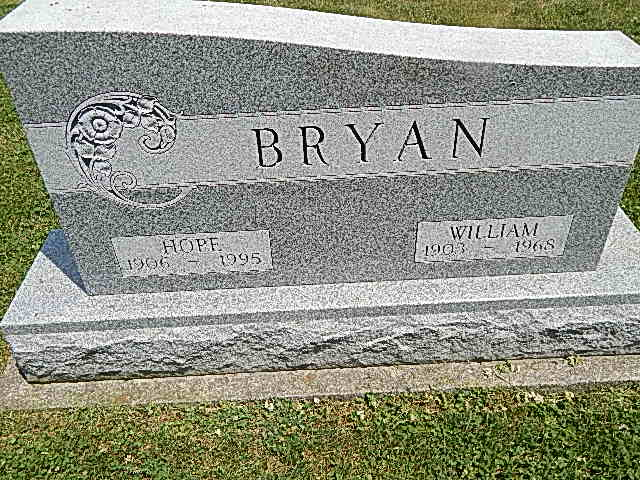 BRYAN
HOPE
1906 - 1995
WILLIAM
1903 - 1968